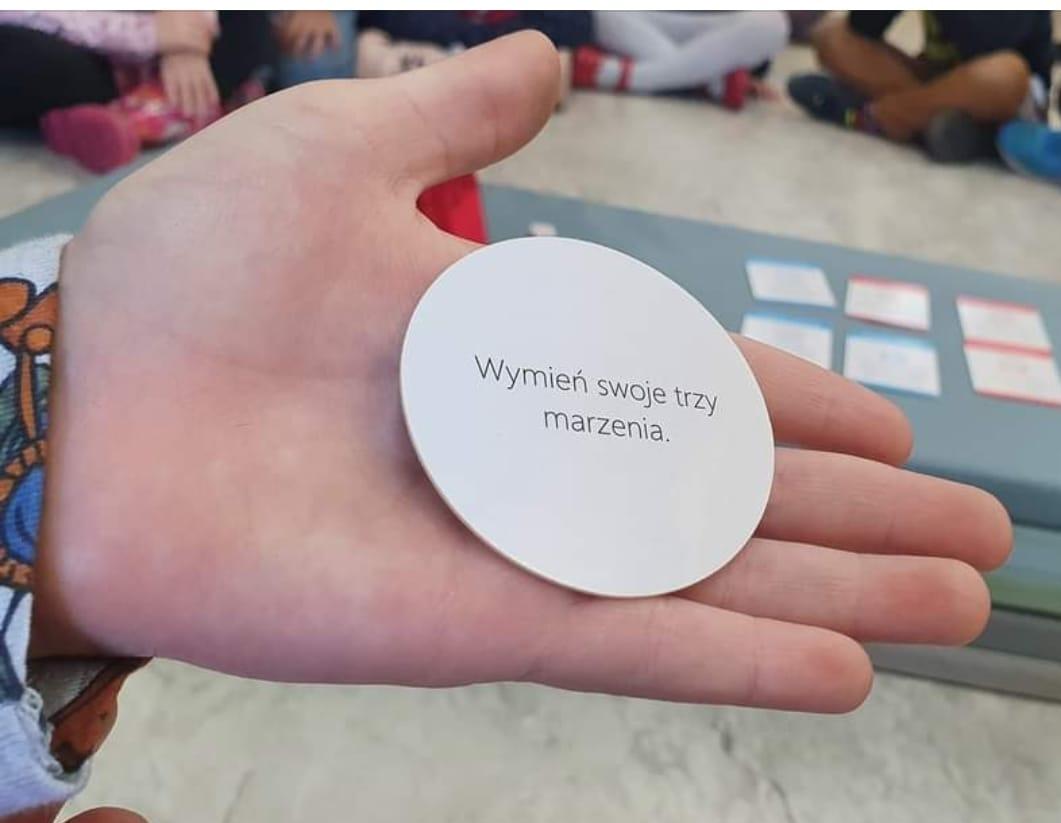 Wymień swoje trzy
marzenia.